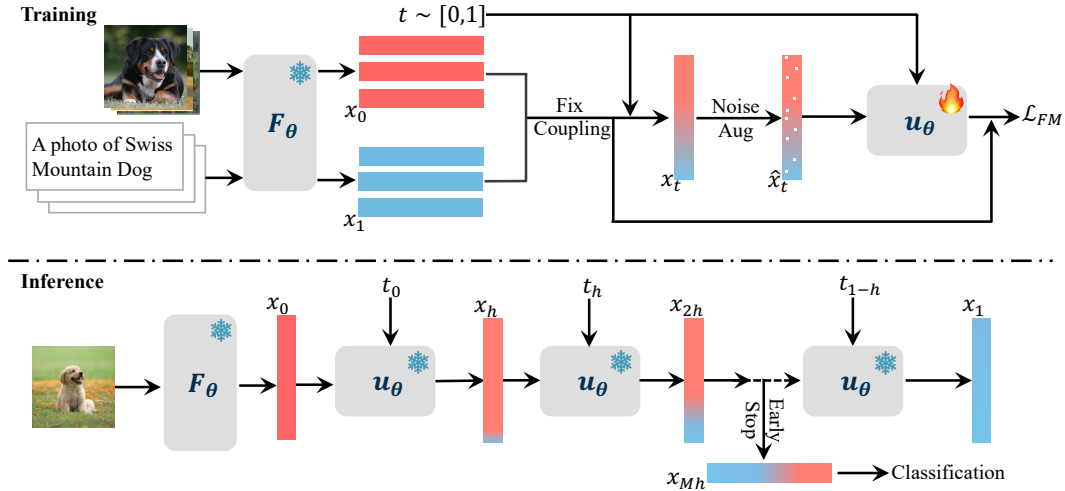 Training
t ~ [0,1]
x_0
F_θ
A photo of Swiss
Mountain Dog
x_1
Fix
Coupling
x_t
Noise
Aug
x̂_t
u_θ
ℒ_FM
Inference
F_θ
x_0
t_0
u_θ
x_h
t_h
u_θ
x_2h
Early
Stop
t_1−h
u_θ
x_1
x_Mh
Classification